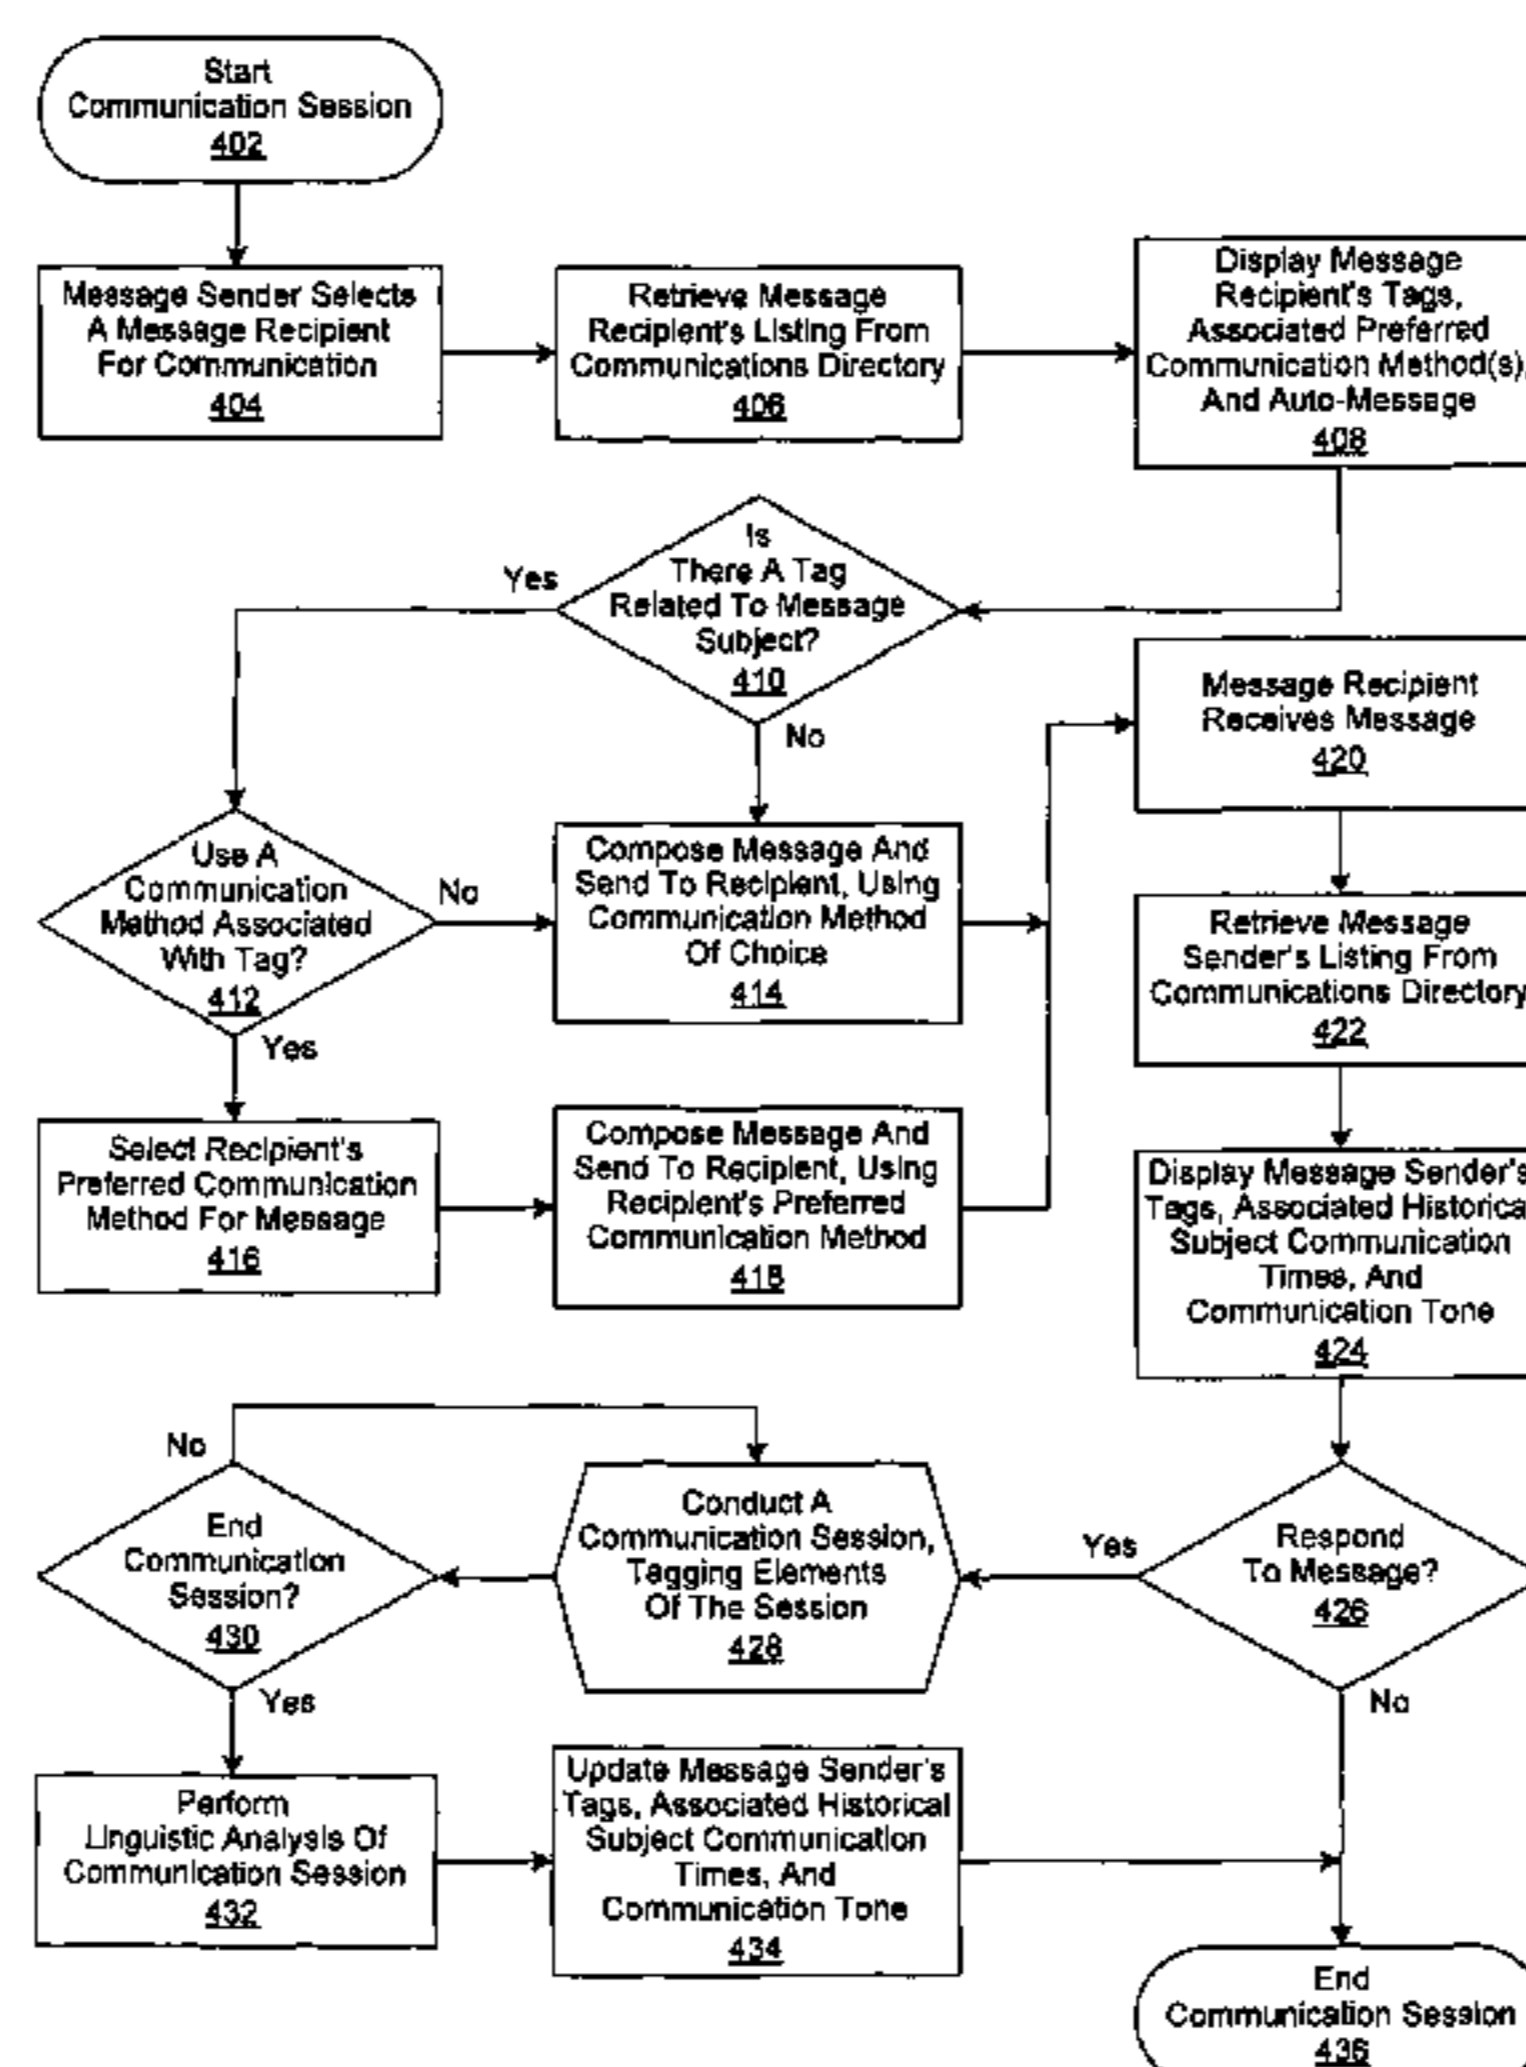 Start
Communication Session
402
Message Sender Selects
A Message Recipient
For Communication
404
Retrieve Message
Recipient's Listing From
Communications Directory
406
Display Message
Recipient's Tags,
Associated Preferred
Communication Method(s),
And Auto-Message
408
Is
There A Tag
Related To Message
Subject?
410
Yes
No
Use A
Communication
Method Associated
With Tag?
412
No
Yes
Compose Message And
Send To Recipient, Using
Communication Method
Of Choice
414
Select Recipient's
Preferred Communication
Method For Message
416
Compose Message And
Send To Recipient, Using
Recipient's Preferred
Communication Method
418
Message Recipient
Receives Message
420
Retrieve Message
Sender's Listing From
Communications Directory
422
Display Message Sender's
Tags, Associated Historica
Subject Communication
Times, And
Communication Tone
424
Respond
To Message?
426
Yes
No
Conduct A
Communication Session,
Tagging Elements
Of The Session
428
End
Communication
Session?
430
No
Yes
Perform
Linguistic Analysis Of
Communication Session
432
Update Message Sender's
Tags, Associated Historical
Subject Communication
Times, And
Communication Tone
434
End
Communication Session
436